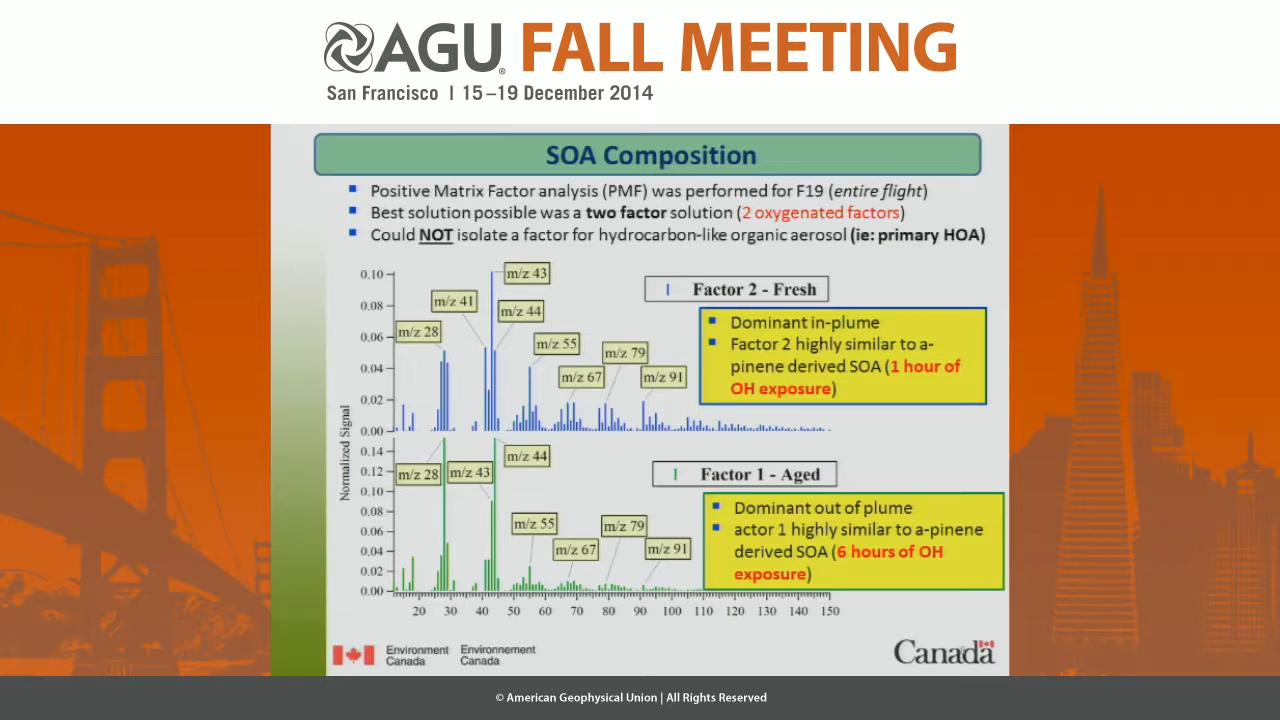 AGU FALL MEETING
San Francisco | 15–19 December 2014
SOA Composition
Positive Matrix Factor analysis (PMF) was performed for F19 (entire flight)
Best solution possible was a two factor solution (2 oxygenated factors)
Could NOT isolate a factor for hydrocarbon-like organic aerosol (ie: primary HOA)
Normalized Signal
0.10
0.08
0.06
0.04
0.02
0.00
m/z 28
m/z 41
m/z 43
m/z 44
m/z 55
m/z 67
m/z 79
m/z 91
Factor 2 - Fresh
Dominant in-plume
Factor 2 highly similar to a-
pinene derived SOA (1 hour of
OH exposure)
0.14
0.12
0.10
0.08
0.06
0.04
0.02
0.00
m/z 28
m/z 43
m/z 44
m/z 55
m/z 67
m/z 79
m/z 91
Factor 1 - Aged
Dominant out of plume
actor 1 highly similar to a-pinene
derived SOA (6 hours of OH
exposure)
20 30 40 50 60 70 80 90 100 110 120 130 140 150
Environment Environnement
Canada Canada
Canada
© American Geophysical Union | All Rights Reserved